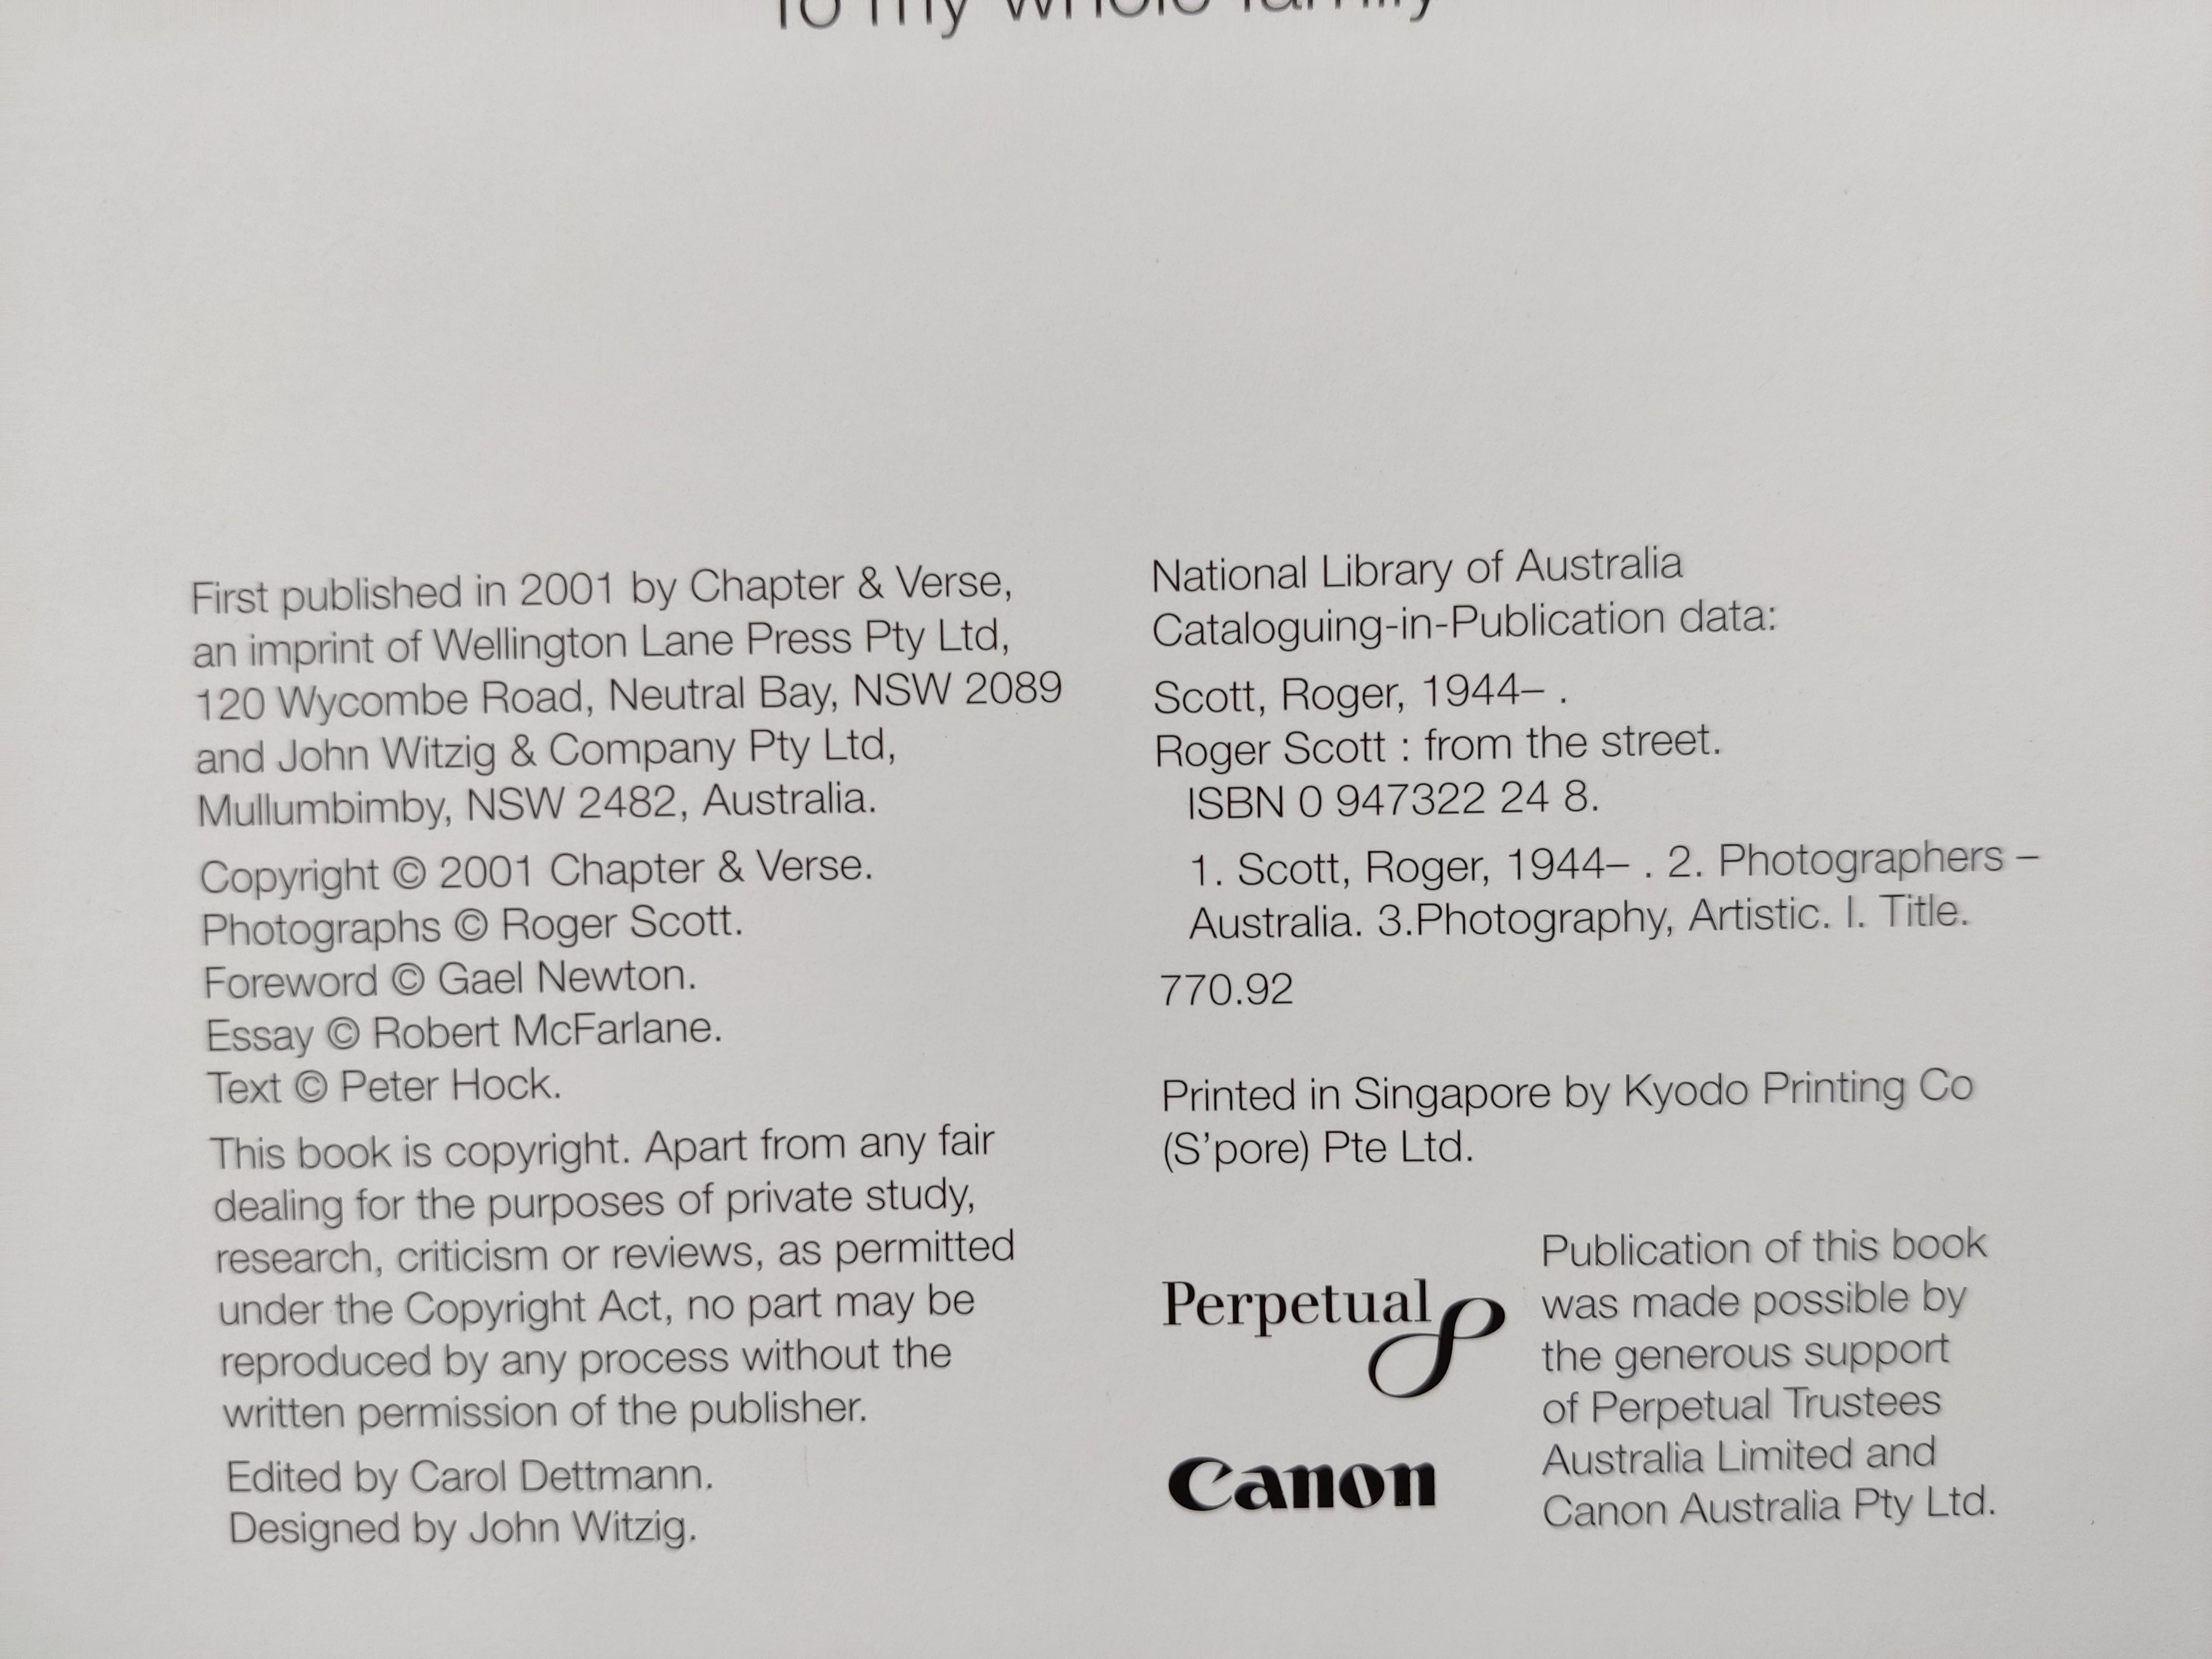 To my whole family
First published in 2001 by Chapter & Verse,
an imprint of Wellington Lane Press Pty Ltd,
120 Wycombe Road, Neutral Bay, NSW 2089
and John Witzig & Company Pty Ltd,
Mullumbimby, NSW 2482, Australia.
Copyright © 2001 Chapter & Verse.
Photographs © Roger Scott.
Foreword © Gael Newton.
Essay © Robert McFarlane.
Text © Peter Hock.
This book is copyright. Apart from any fair
dealing for the purposes of private study,
research, criticism or reviews, as permitted
under the Copyright Act, no part may be
reproduced by any process without the
written permission of the publisher.
Edited by Carol Dettmann.
Designed by John Witzig.
National Library of Australia
Cataloguing-in-Publication data:
Scott, Roger, 1944– .
Roger Scott : from the street.
ISBN 0 947322 24 8.
1. Scott, Roger, 1944– . 2. Photographers –
Australia. 3.Photography, Artistic. I. Title.
770.92
Printed in Singapore by Kyodo Printing Co
(S'pore) Pte Ltd.
Perpetual
Canon
Publication of this book
was made possible by
the generous support
of Perpetual Trustees
Australia Limited and
Canon Australia Pty Ltd.